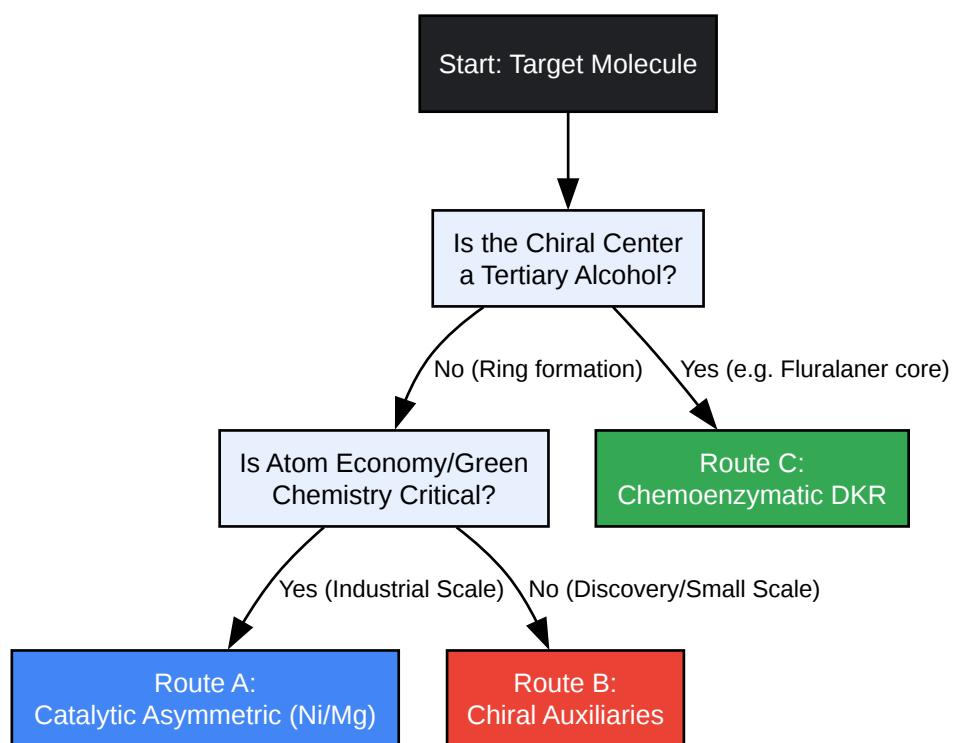 Start: Target Molecule
Is the Chiral Center
a Tertiary Alcohol?
No (Ring formation)
Yes (e.g. Fluralaner core)
Is Atom Economy/Green
Chemistry Critical?
Route C:
Chemoenzymatic DKR
Yes (Industrial Scale)
No (Discovery/Small Scale)
Route A:
Catalytic Asymmetric (Ni/Mg)
Route B:
Chiral Auxiliaries